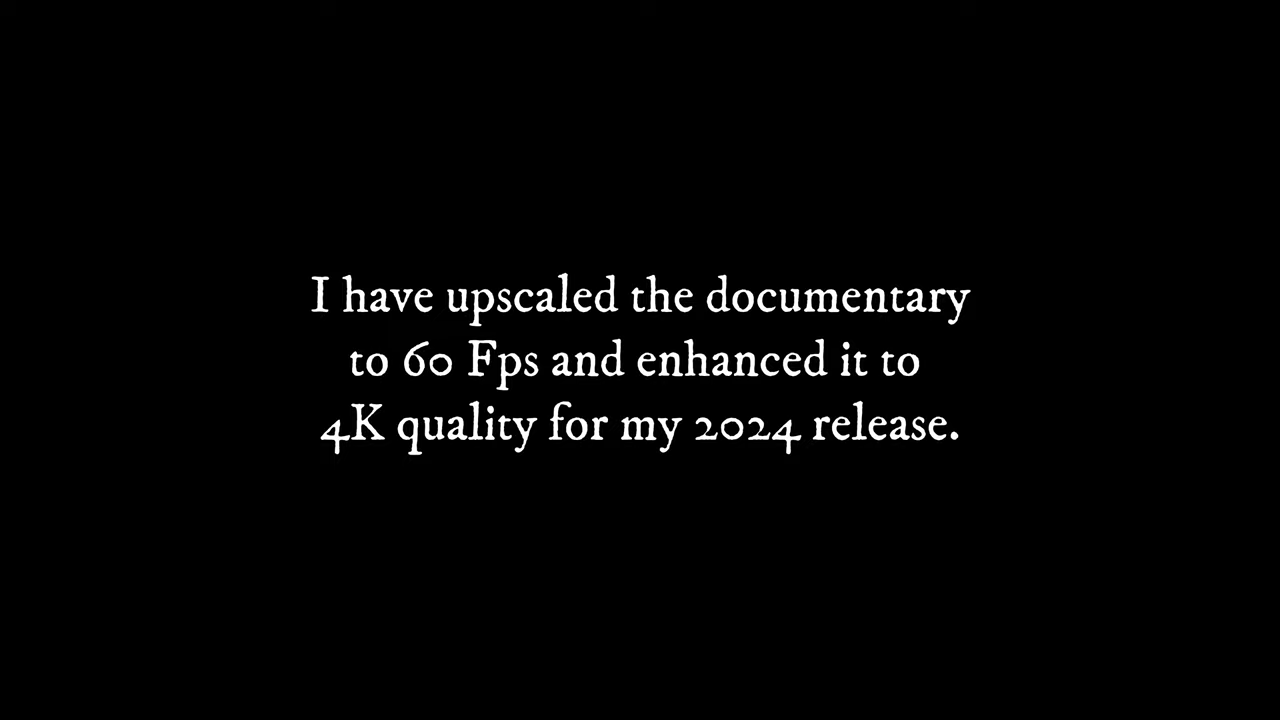 I have upscaled the documentary
to 60 Fps and enhanced it to
4K quality for my 2024 release.